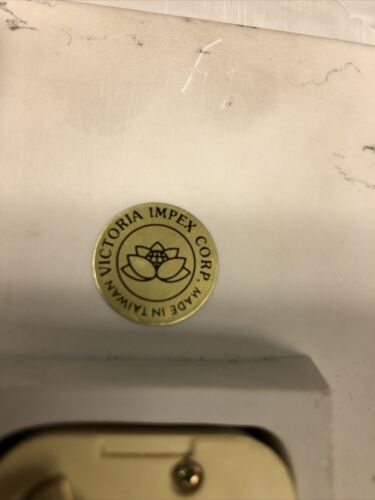 VICTORIA IMPEX CORP.
MADE IN TAIWAN